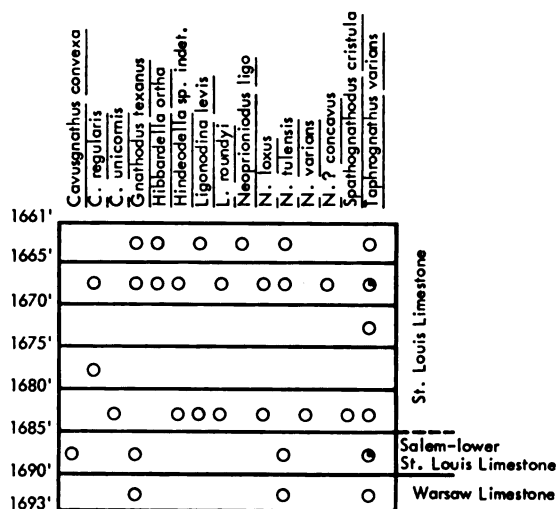 Cavusgnathus convexa
C. regularis
C. unicornis
Gnathodus texanus
Hibbardella ortha
Hindeodella sp. indet.
Ligonodina levis
L. roundyi
Neoprioniodus ligo
N. loxus
N. tulensis
N. varians
N. ? concavus
Spathognathodus cristula
Taphrognathus varians
1661'
1665'
1670'
1675'
1680'
1685'
1690'
1693'
St. Louis Limestone
Salem-lower
St. Louis Limestone
Warsaw Limestone